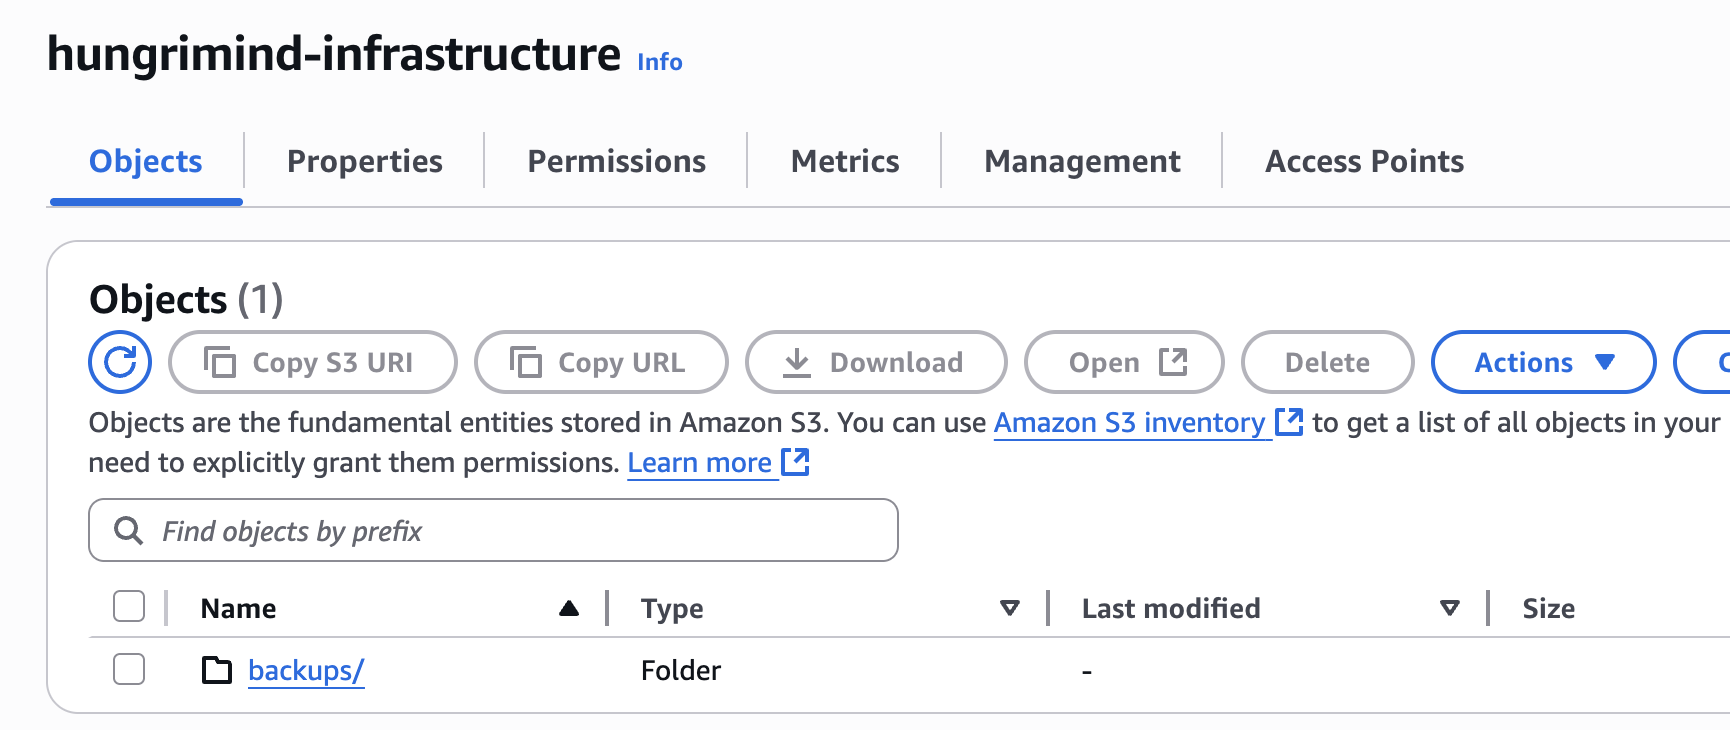 hungrimind-infrastructure Info
Objects Properties Permissions Metrics Management Access Points
Objects (1)
Copy S3 URI Copy URL Download Open Delete Actions
Objects are the fundamental entities stored in Amazon S3. You can use Amazon S3 inventory to get a list of all objects in your
need to explicitly grant them permissions. Learn more
Find objects by prefix
Name Type Last modified Size
backups/ Folder -